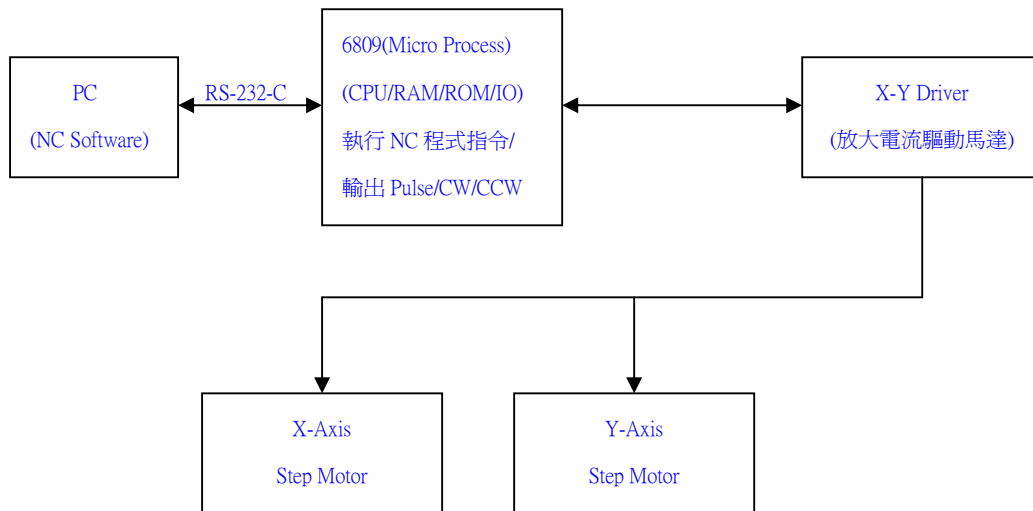 PC
(NC Software)
RS-232-C
6809(Micro Process)
(CPU/RAM/ROM/IO)
執行 NC 程式指令/
輸出 Pulse/CW/CCW
X-Y Driver
(放大電流驅動馬達)
X-Axis
Step Motor
Y-Axis
Step Motor